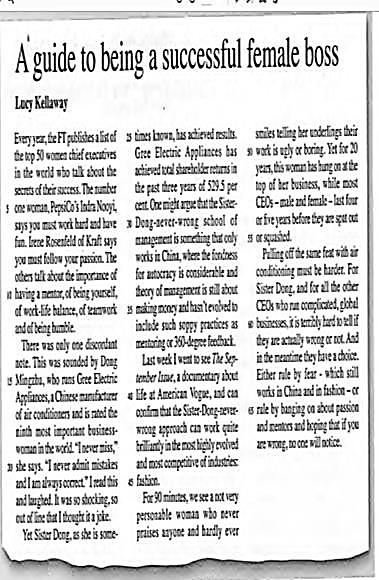 A guide to being a successful female boss
Lucy Kellaway
Every year, the FT publishes a list of
the top 50 women chief executives
in the world who talk about the
secrets of their success. The number
5 one woman, PepsiCo's Indra Nooyi,
says you must work hard and have
fun. Irene Rosenfeld of Kraft says
you must follow your passion. The
others talk about the importance of
10 having a mentor, of being yourself,
of work-life balance, of teamwork
and of being humble.
There was only one discordant
note. This was sounded by Dong
15 Mingzhu, who runs Gree Electric
Appliances, a Chinese manufacturer
of air conditioners and is rated the
ninth most important business-
woman in the world. "I never miss,"
20 she says. "I never admit mistakes
and I am always correct." I read this
and laughed. It was so shocking, so
out of line that I thought it a joke.
Yet Sister Dong, as she is some-
25 times known, has achieved results.
Gree Electric Appliances has
achieved total shareholder returns in
the past three years of 529.5 per
cent. One might argue that the Sister-
30 Dong-never-wrong school of
management is something that only
works in China, where the fondness
for autocracy is considerable and
theory of management is still about
35 making money and hasn't evolved to
include such soppy practices as
mentoring or 360-degree feedback.
Last week I went to see The Sep-
tember Issue, a documentary about
40 life at American Vogue, and can
confirm that the Sister-Dong-never-
wrong approach can work quite
brilliantly in the most highly evolved
and most competitive of industries:
45 fashion.
For 90 minutes, we see a not very
personable woman who never
praises anyone and hardly ever
smiles telling her underlings their
50 work is ugly or boring. Yet for 20
years, this woman has hung on at the
top of her business, while most
CEOs – male and female – last four
or five years before they are spat out
55 or squashed.
Pulling off the same feat with air
conditioning must be harder. For
Sister Dong, and for all the other
CEOs who run complicated, global
60 businesses, it is terribly hard to tell if
they are actually wrong or not. And
in the meantime they have a choice.
Either rule by fear - which still
works in China and in fashion – or
65 rule by banging on about passion
and mentors and hoping that if you
are wrong, no one will notice.